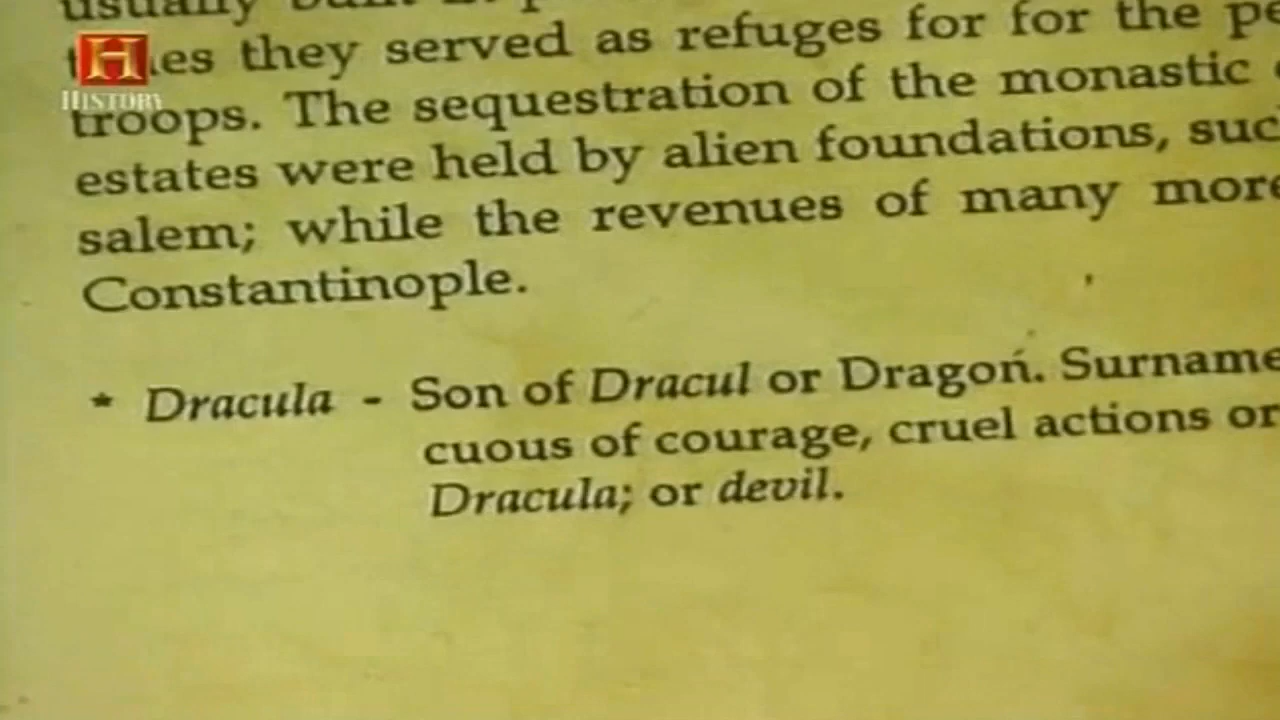 usually
they served as refuges for for the
HISTORY
troops. The sequestration of the monastic
estates were held by alien foundations, suc
salem; while the revenues of many more
Constantinople.
* Dracula - Son of Dracul or Dragon. Surname
cuous of courage, cruel actions or
Dracula; or devil.